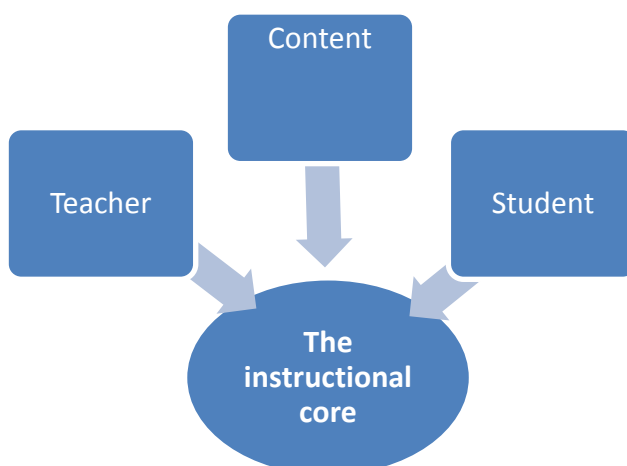 Content
Teacher
Student
The
instructional
core